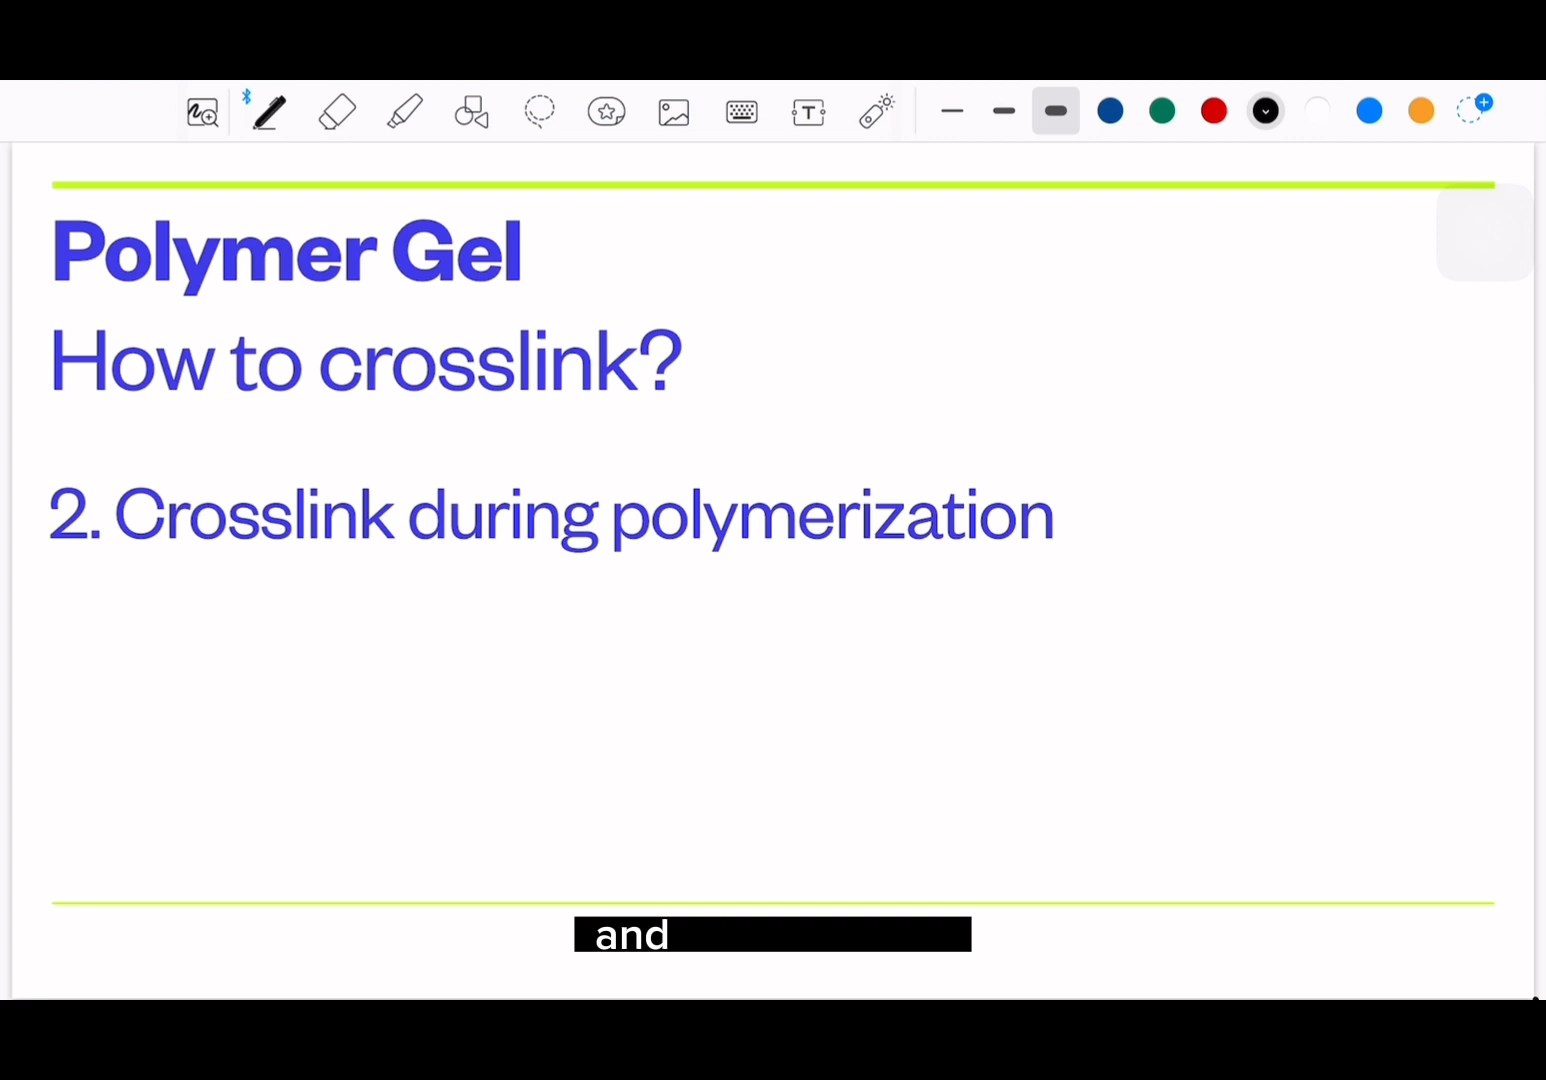 Polymer Gel
How to crosslink?
2. Crosslink during polymerization
and